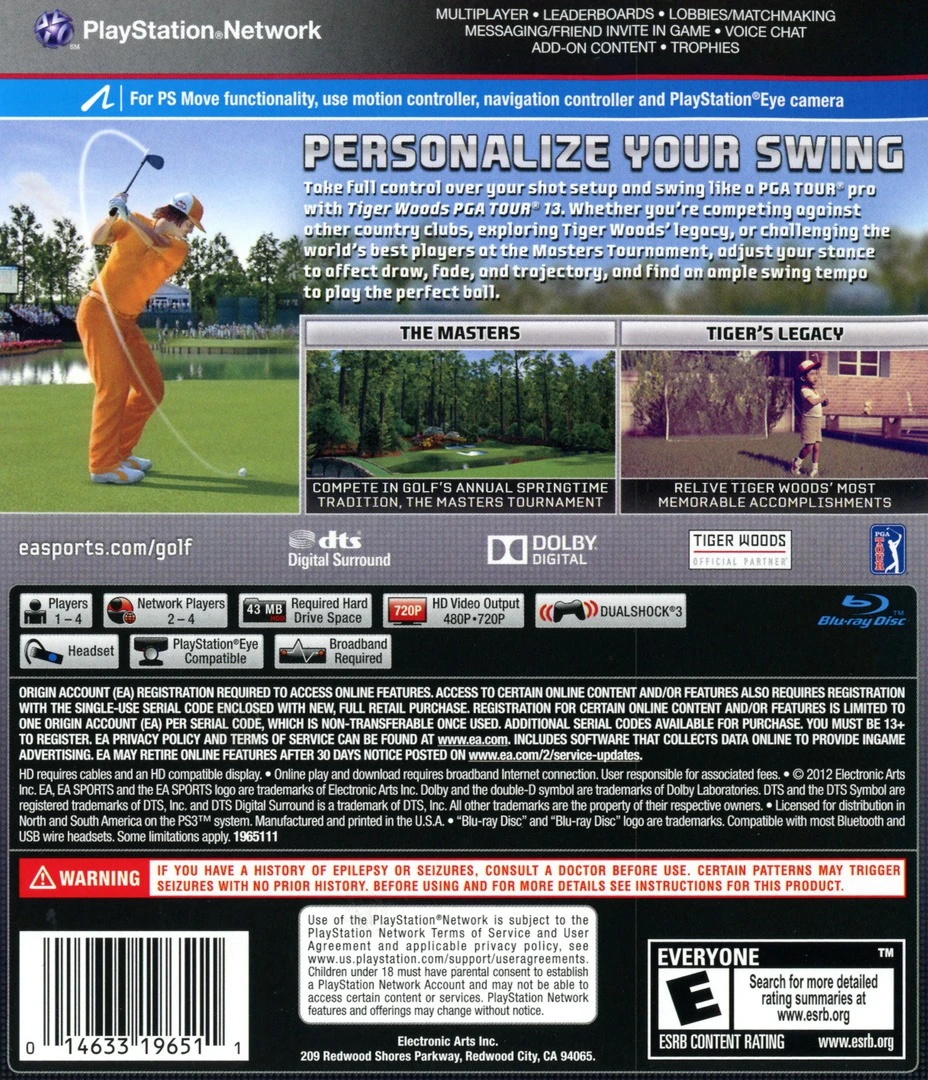 PlayStation®Network
SM
MULTIPLAYER • LEADERBOARDS • LOBBIES/MATCHMAKING
MESSAGING/FRIEND INVITE IN GAME • VOICE CHAT
ADD-ON CONTENT • TROPHIES
For PS Move functionality, use motion controller, navigation controller and PlayStation®Eye camera
PERSONALIZE YOUR SWING
Take full control over your shot setup and swing like a PGA TOUR® pro
with Tiger Woods PGA TOUR® 13. Whether you're competing against
other country clubs, exploring Tiger Woods' legacy, or challenging the
world's best players at the Masters Tournament, adjust your stance
to affect draw, fade, and trajectory, and find an ample swing tempo
to play the perfect ball.
THE MASTERS
COMPETE IN GOLF'S ANNUAL SPRINGTIME
TRADITION, THE MASTERS TOURNAMENT
TIGER'S LEGACY
RELIVE TIGER WOODS' MOST
MEMORABLE ACCOMPLISHMENTS
easports.com/golf
dts
Digital Surround
DOLBY
DIGITAL
TIGER WOODS
OFFICIAL PARTNER
PGA TOUR
Players
1 – 4
Network Players
2 – 4
43 MB
HDD
Required Hard
Drive Space
720P
HD Video Output
480P • 720P
DUALSHOCK®3
Blu-ray Disc™
Headset
PlayStation®Eye
Compatible
Broadband
Required
ORIGIN ACCOUNT (EA) REGISTRATION REQUIRED TO ACCESS ONLINE FEATURES. ACCESS TO CERTAIN ONLINE CONTENT AND/OR FEATURES ALSO REQUIRES REGISTRATION
WITH THE SINGLE-USE SERIAL CODE ENCLOSED WITH NEW, FULL RETAIL PURCHASE. REGISTRATION FOR CERTAIN ONLINE CONTENT AND/OR FEATURES IS LIMITED TO
ONE ORIGIN ACCOUNT (EA) PER SERIAL CODE, WHICH IS NON-TRANSFERABLE ONCE USED. ADDITIONAL SERIAL CODES AVAILABLE FOR PURCHASE. YOU MUST BE 13+
TO REGISTER. EA PRIVACY POLICY AND TERMS OF SERVICE CAN BE FOUND AT www.ea.com. INCLUDES SOFTWARE THAT COLLECTS DATA ONLINE TO PROVIDE INGAME
ADVERTISING. EA MAY RETIRE ONLINE FEATURES AFTER 30 DAYS NOTICE POSTED ON www.ea.com/2/service-updates.
HD requires cables and an HD compatible display. • Online play and download requires broadband Internet connection. User responsible for associated fees. • © 2012 Electronic Arts
Inc. EA, EA SPORTS and the EA SPORTS logo are trademarks of Electronic Arts Inc. Dolby and the double-D symbol are trademarks of Dolby Laboratories. DTS and the DTS Symbol are
registered trademarks of DTS, Inc. and DTS Digital Surround is a trademark of DTS, Inc. All other trademarks are the property of their respective owners. • Licensed for distribution in
North and South America on the PS3™ system. Manufactured and printed in the U.S.A. • "Blu-ray Disc" and "Blu-ray Disc" logo are trademarks. Compatible with most Bluetooth and
USB wire headsets. Some limitations apply. 1965111
WARNING
IF YOU HAVE A HISTORY OF EPILEPSY OR SEIZURES, CONSULT A DOCTOR BEFORE USE. CERTAIN PATTERNS MAY TRIGGER
SEIZURES WITH NO PRIOR HISTORY. BEFORE USING AND FOR MORE DETAILS SEE INSTRUCTIONS FOR THIS PRODUCT.
Use of the PlayStation®Network is subject to the
PlayStation Network Terms of Service and User
Agreement and applicable privacy policy, see
www.us.playstation.com/support/useragreements.
Children under 18 must have parental consent to establish
a PlayStation Network Account and may not be able to
access certain content or services. PlayStation Network
features and offerings may change without notice.
Electronic Arts Inc.
209 Redwood Shores Parkway, Redwood City, CA 94065.
0 14633 19651 1
EVERYONE ™
E
Search for more detailed
rating summaries at
www.esrb.org
ESRB CONTENT RATING www.esrb.org